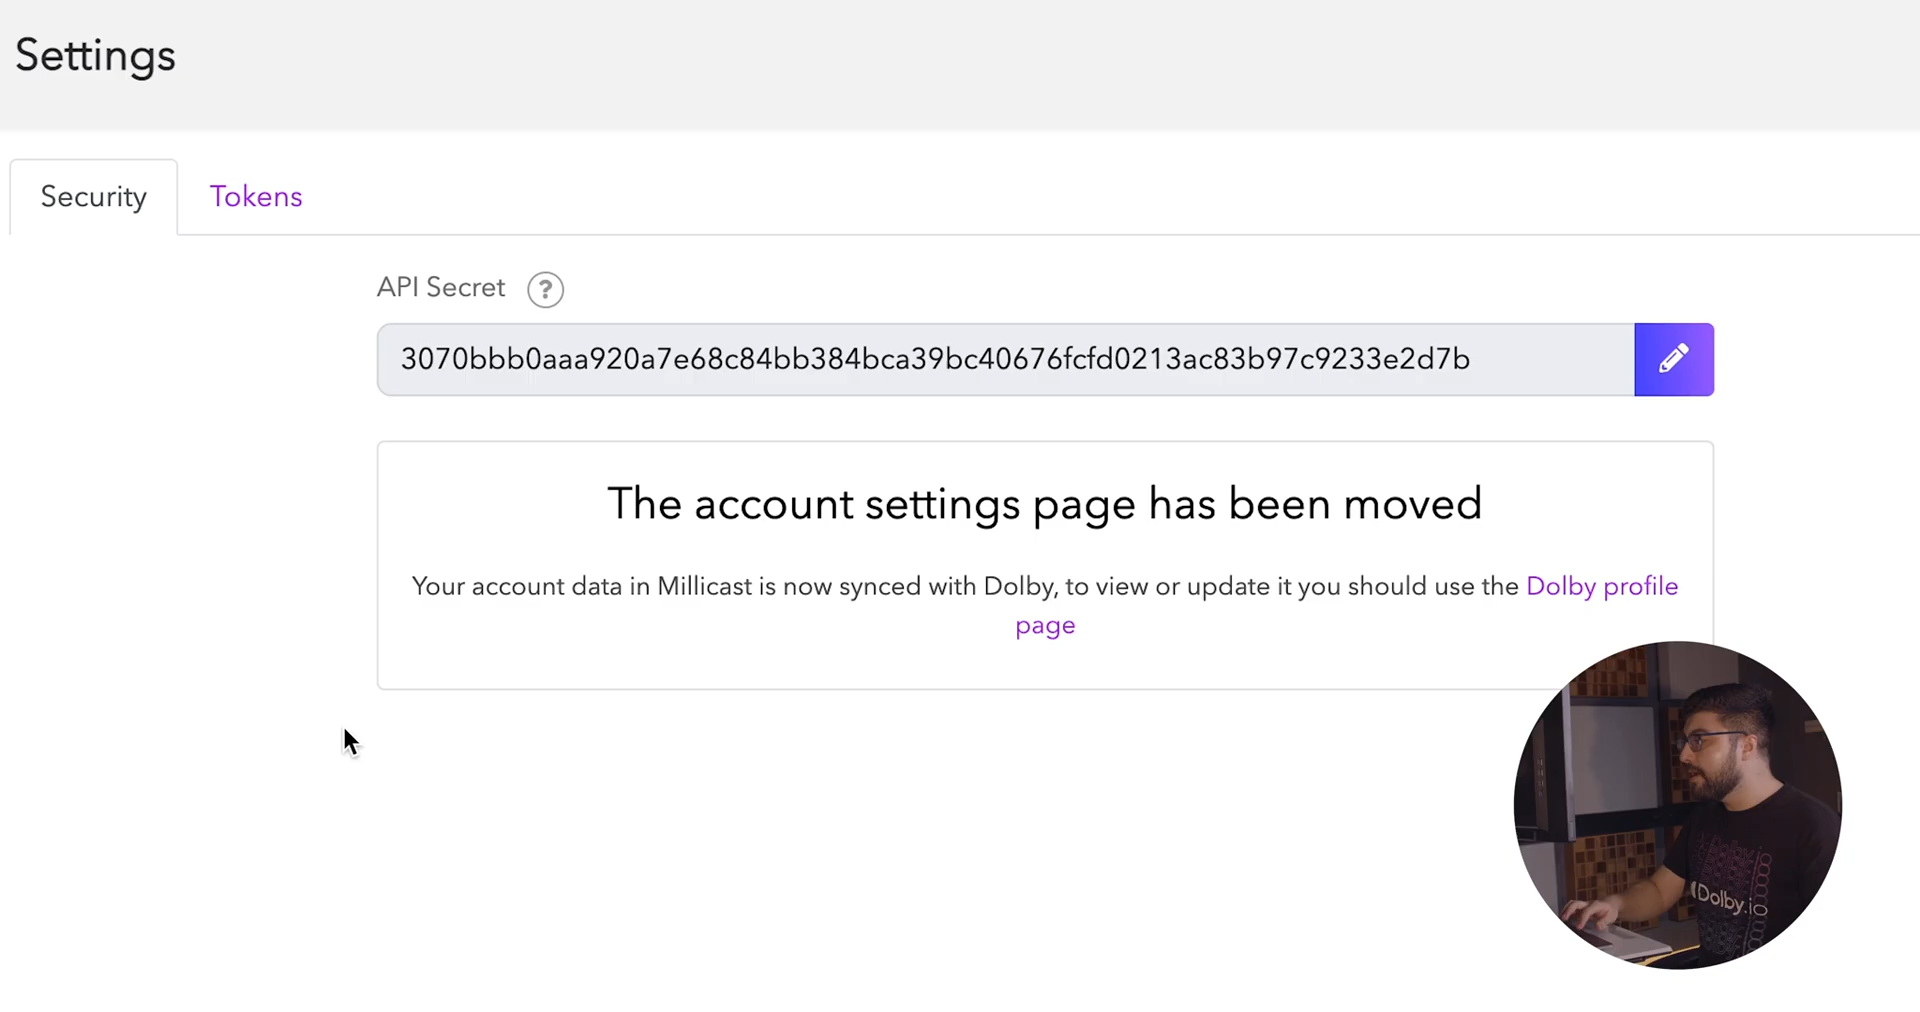 Settings
Security
Tokens
API Secret ?
3070bbb0aaa920a7e68c84bb384bca39bc40676fcfd0213ac83b97c9233e2d7b
The account settings page has been moved
Your account data in Millicast is now synced with Dolby, to view or update it you should use the Dolby profile
page
Dolby.io